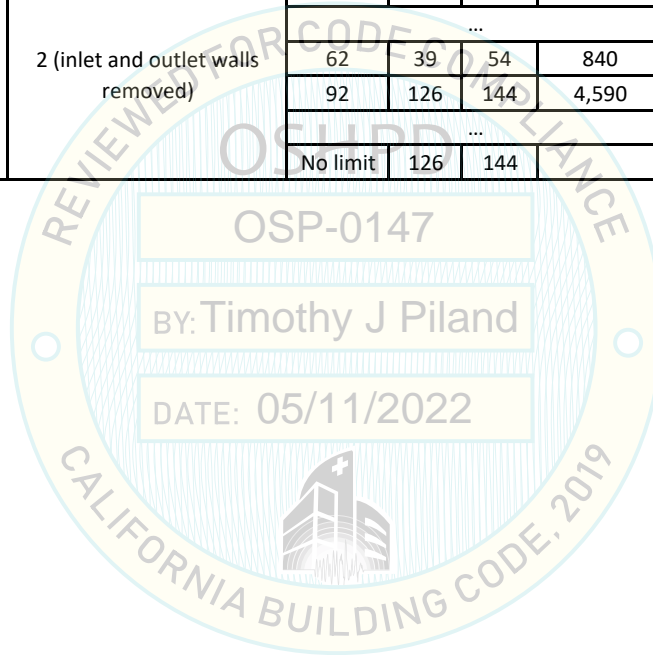 ...
2 (inlet and outlet walls removed) 62 39 54 840
92 126 144 4,590
...
No limit 126 144
REVIEWED FOR CODE COMPLIANCE
OSHPD
OSP-0147
BY: Timothy J Piland
DATE: 05/11/2022
CALIFORNIA BUILDING CODE, 2019